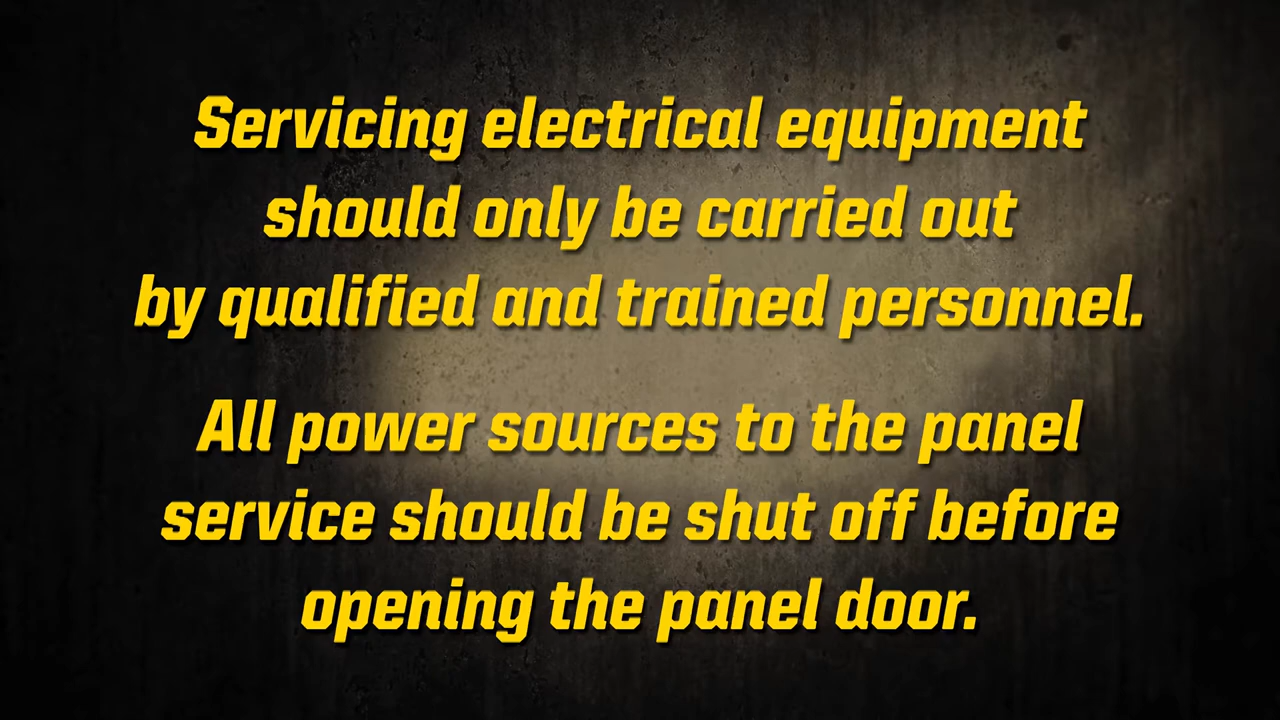 Servicing electrical equipment
should only be carried out
by qualified and trained personnel.
All power sources to the panel
service should be shut off before
opening the panel door.